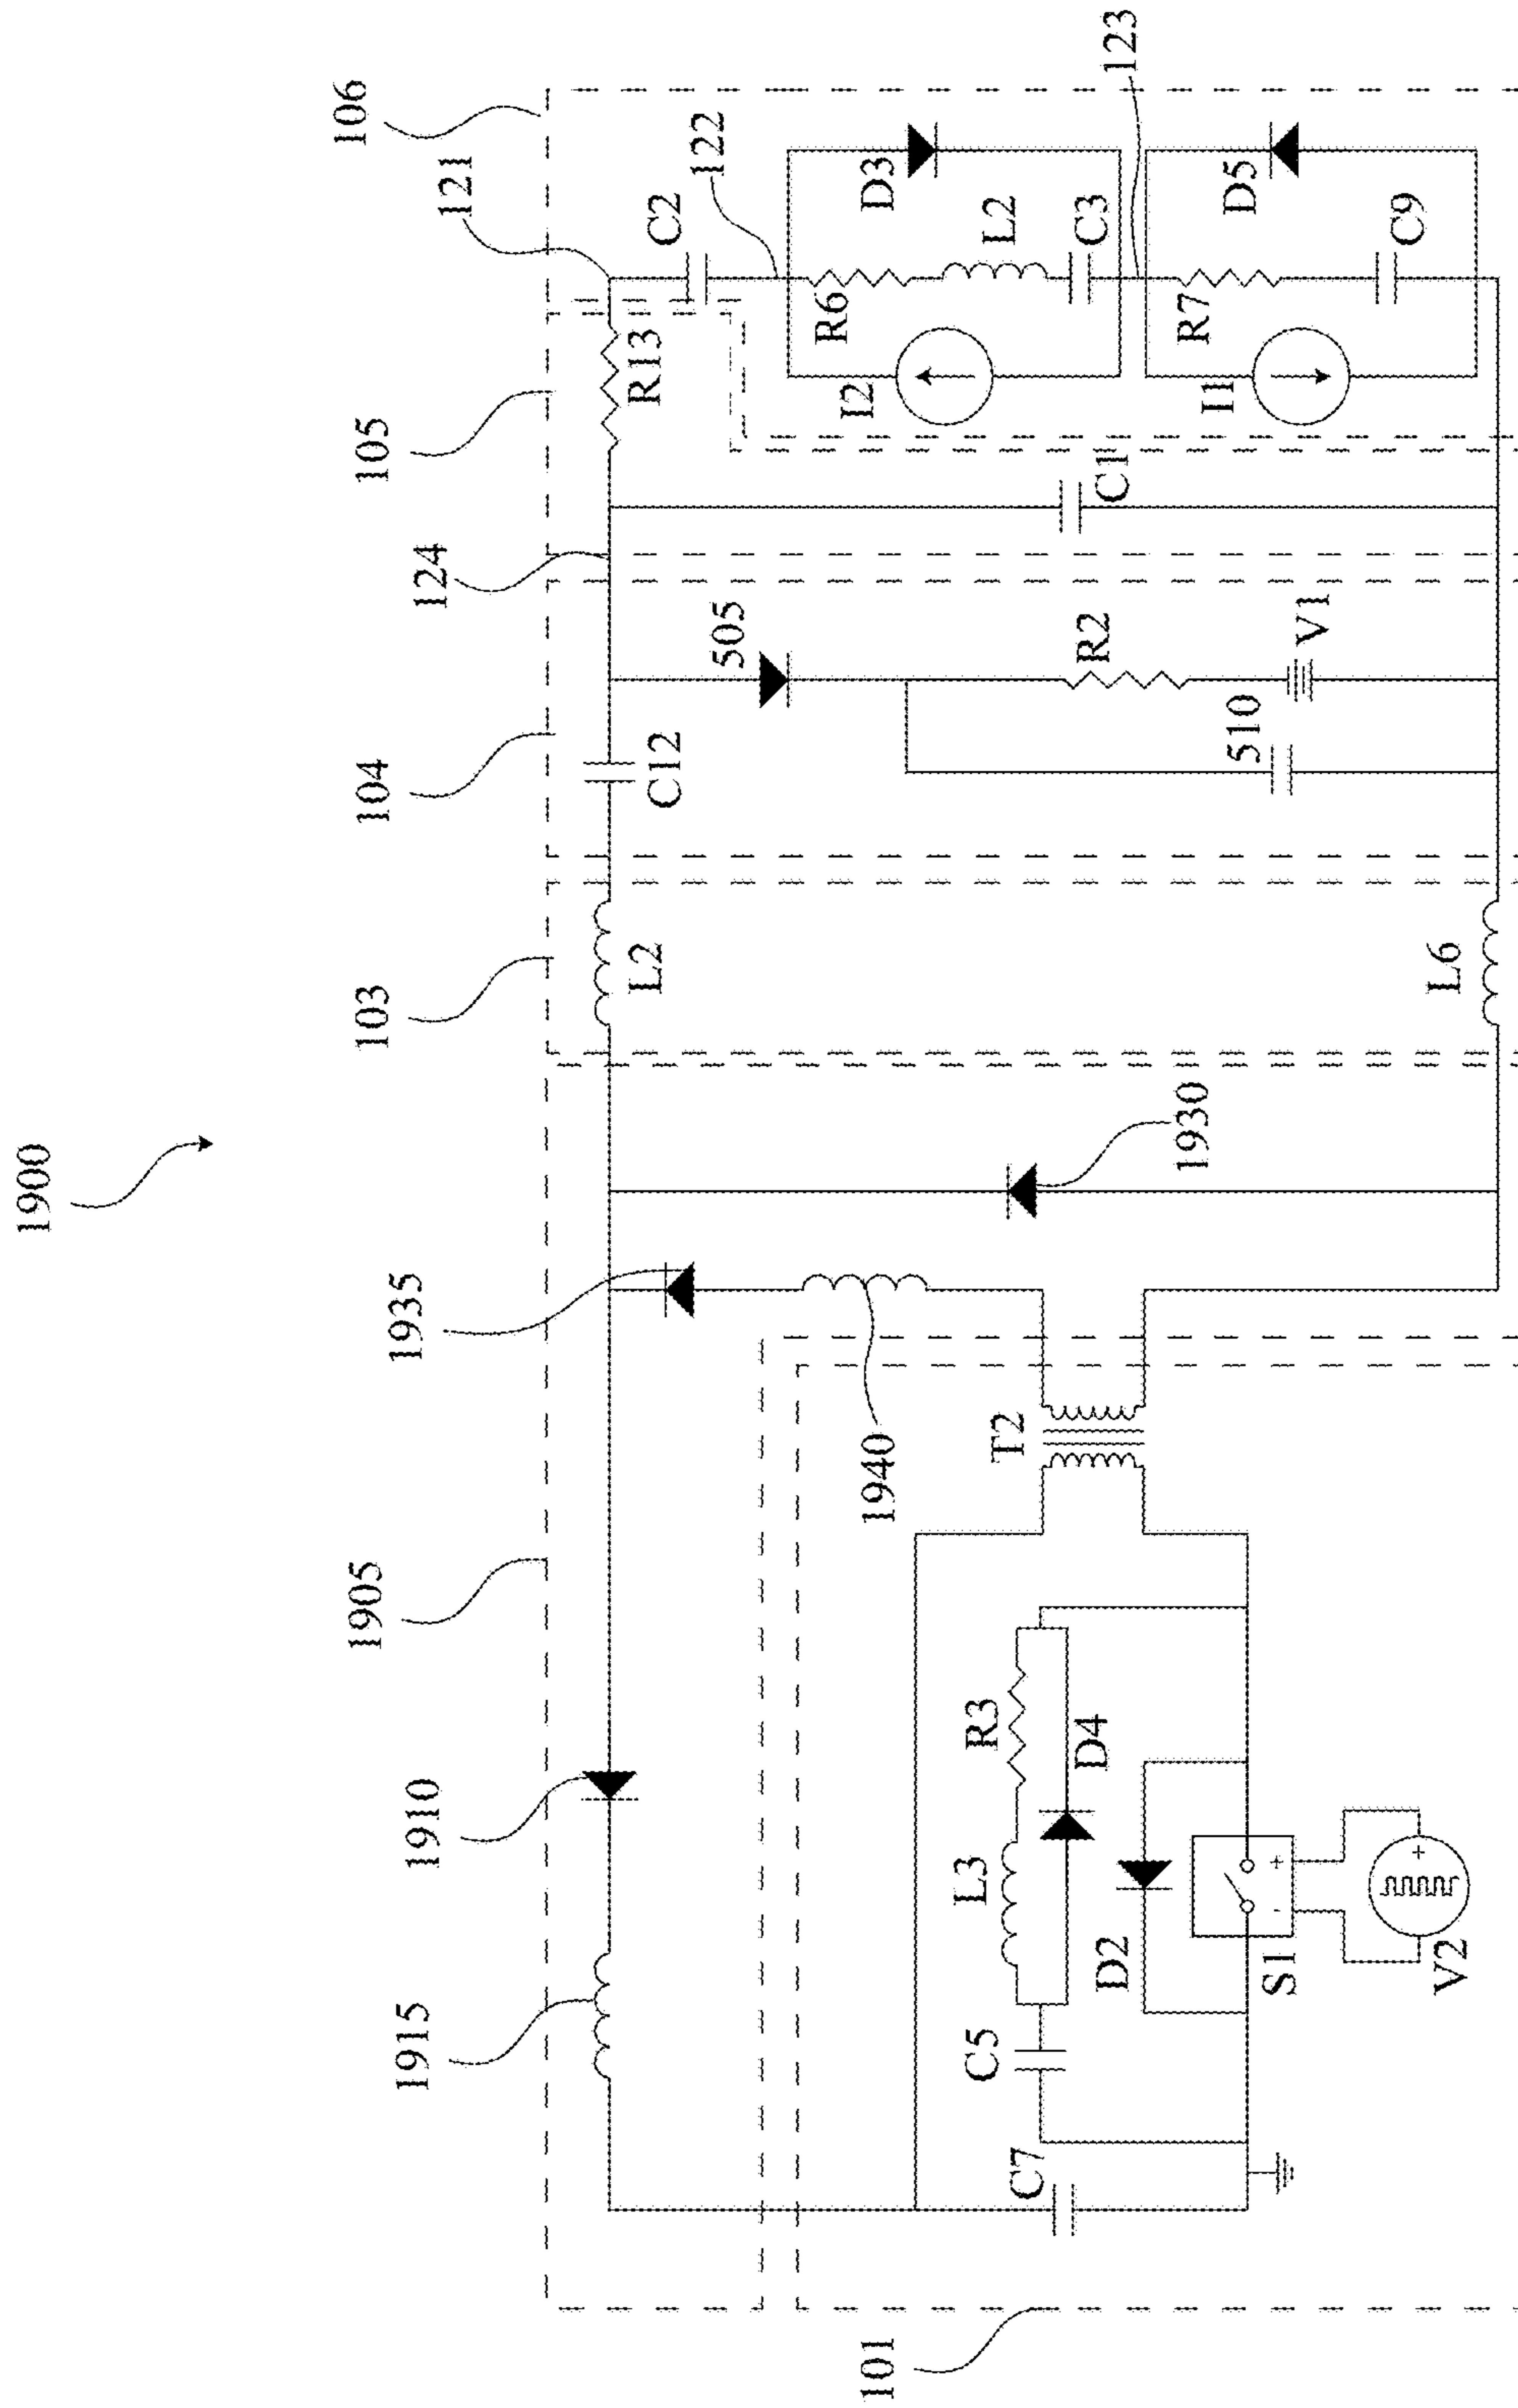 1900
1905
103
104
105
106
1915
1910
1935
124
121
L2
C12
R13
C2
122
505
D3
R6
L2
C3
I2
123
1940
1930
T2
R2
C1
R7
D5
I1
V1
510
C9
L6
R3
L3
D4
C5
D2
C7
S1
+
-
V2
+
101